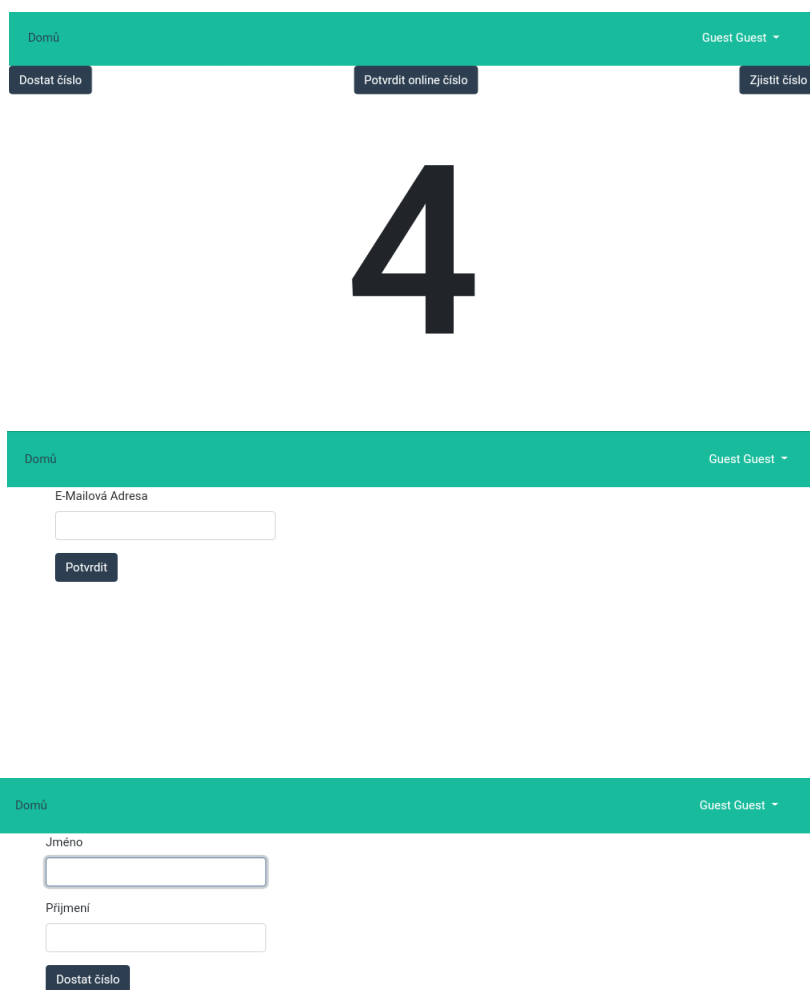 Domů Guest Guest
Dostat číslo Potvrdit online číslo Zjistit číslo
4
Domů Guest Guest
E-Mailová Adresa
Potvrdit
Domů Guest Guest
Jméno
Přijmení
Dostat číslo